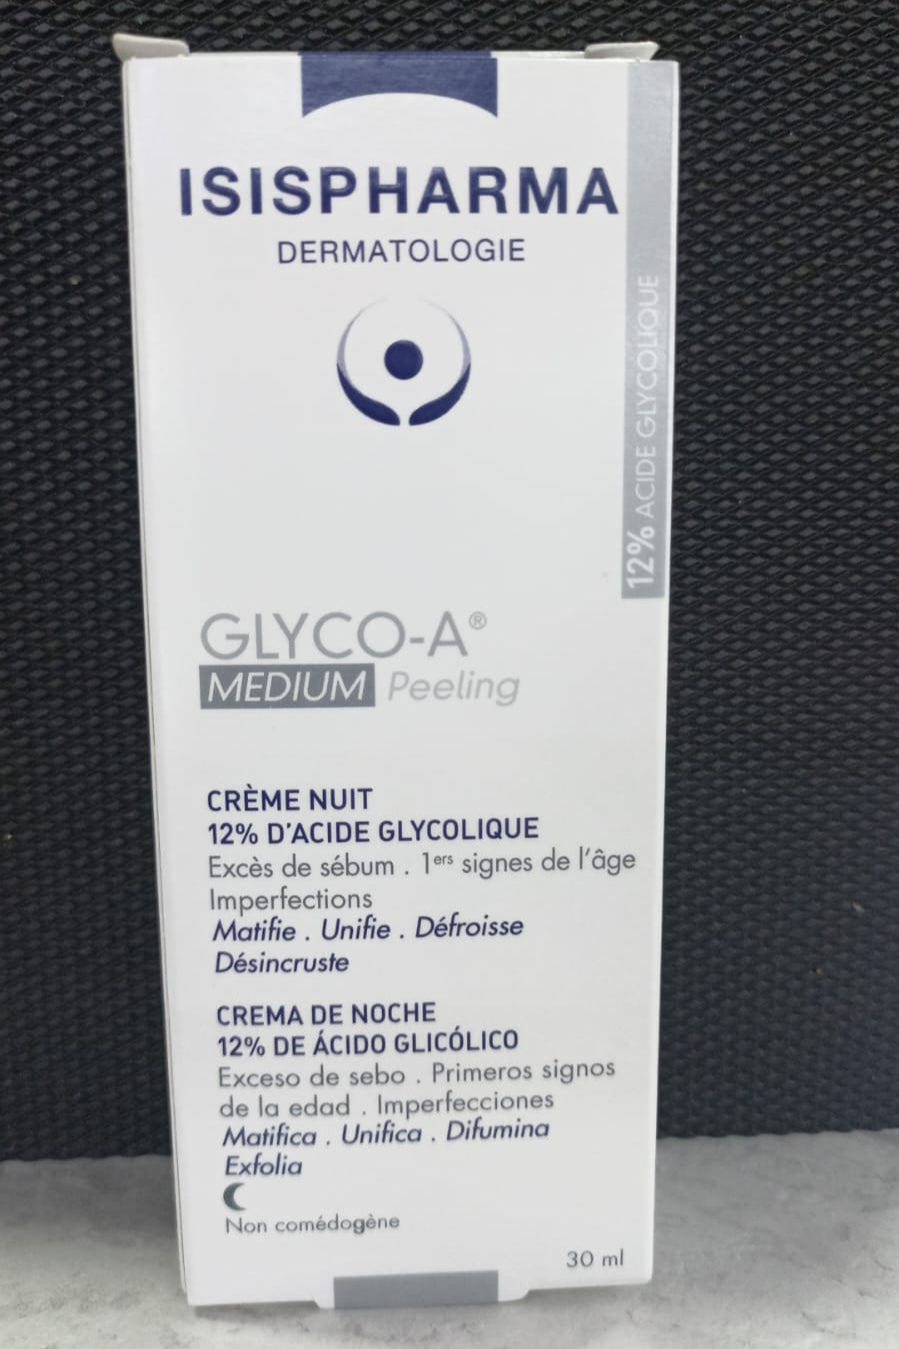 ISISPHARMA
DERMATOLOGIE
12% ACIDE GLYCOLIQUE
GLYCO-A®
MEDIUM Peeling
CRÈME NUIT
12% D'ACIDE GLYCOLIQUE
Excès de sébum . 1ers signes de l'âge
Imperfections
Matifie . Unifie . Défroisse
Désincruste
CREMA DE NOCHE
12% DE ÁCIDO GLICÓLICO
Exceso de sebo . Primeros signos
de la edad . Imperfecciones
Matifica . Unifica . Difumina
Exfolia
Non comédogène
30 ml